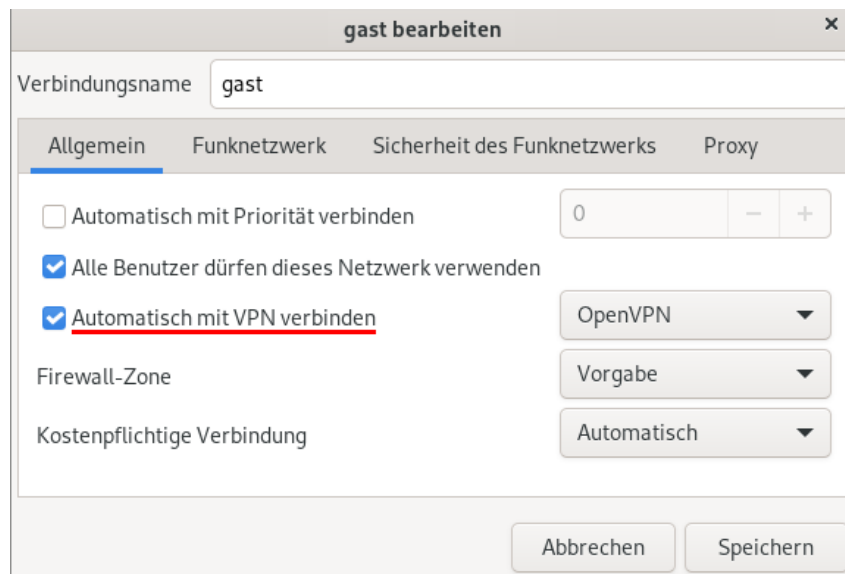 gast bearbeiten
Verbindungsname gast
Allgemein Funknetzwerk Sicherheit des Funknetzwerks Proxy
Automatisch mit Priorität verbinden 0
Alle Benutzer dürfen dieses Netzwerk verwenden
Automatisch mit VPN verbinden OpenVPN
Firewall-Zone Vorgabe
Kostenpflichtige Verbindung Automatisch
Abbrechen Speichern